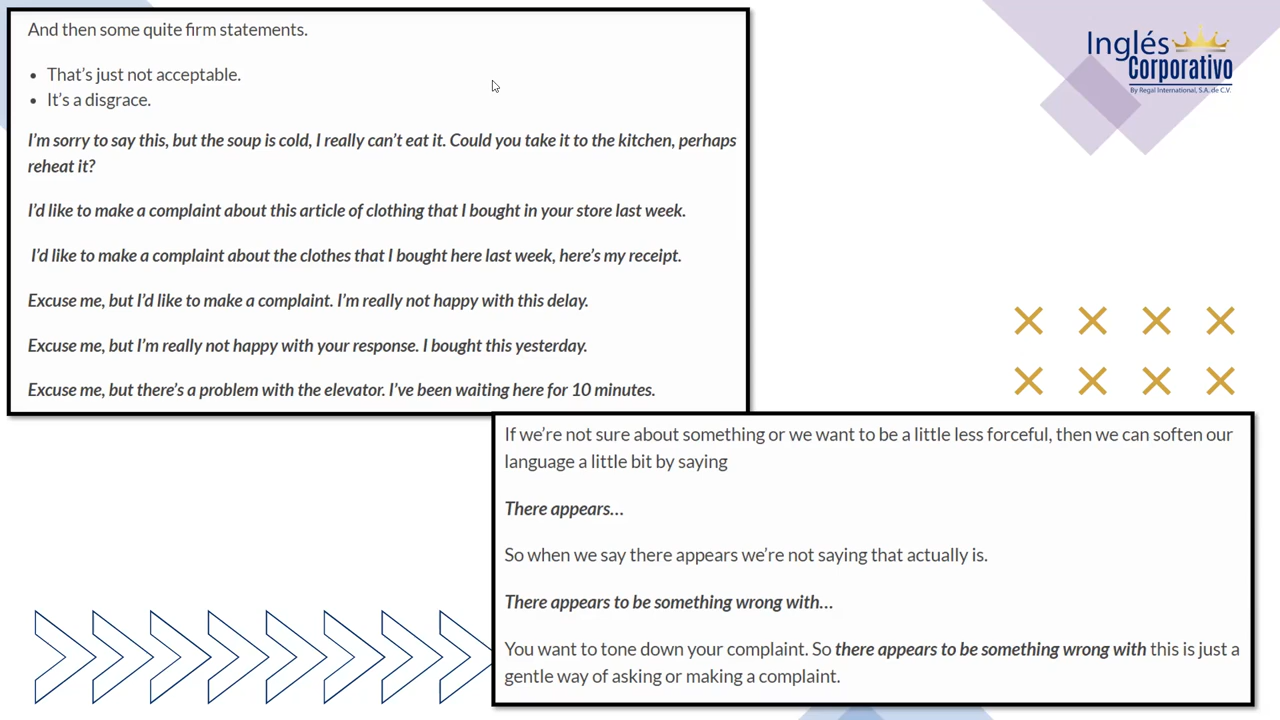 And then some quite firm statements.
• That's just not acceptable.
• It's a disgrace.
I'm sorry to say this, but the soup is cold, I really can't eat it. Could you take it to the kitchen, perhaps
reheat it?
I'd like to make a complaint about this article of clothing that I bought in your store last week.
I'd like to make a complaint about the clothes that I bought here last week, here's my receipt.
Excuse me, but I'd like to make a complaint. I'm really not happy with this delay.
Excuse me, but I'm really not happy with your response. I bought this yesterday.
Excuse me, but there's a problem with the elevator. I've been waiting here for 10 minutes.
Inglés
Corporativo
By Regal International, S.A. de C.V.
If we're not sure about something or we want to be a little less forceful, then we can soften our
language a little bit by saying
There appears...
So when we say there appears we're not saying that actually is.
There appears to be something wrong with...
You want to tone down your complaint. So there appears to be something wrong with this is just a
gentle way of asking or making a complaint.